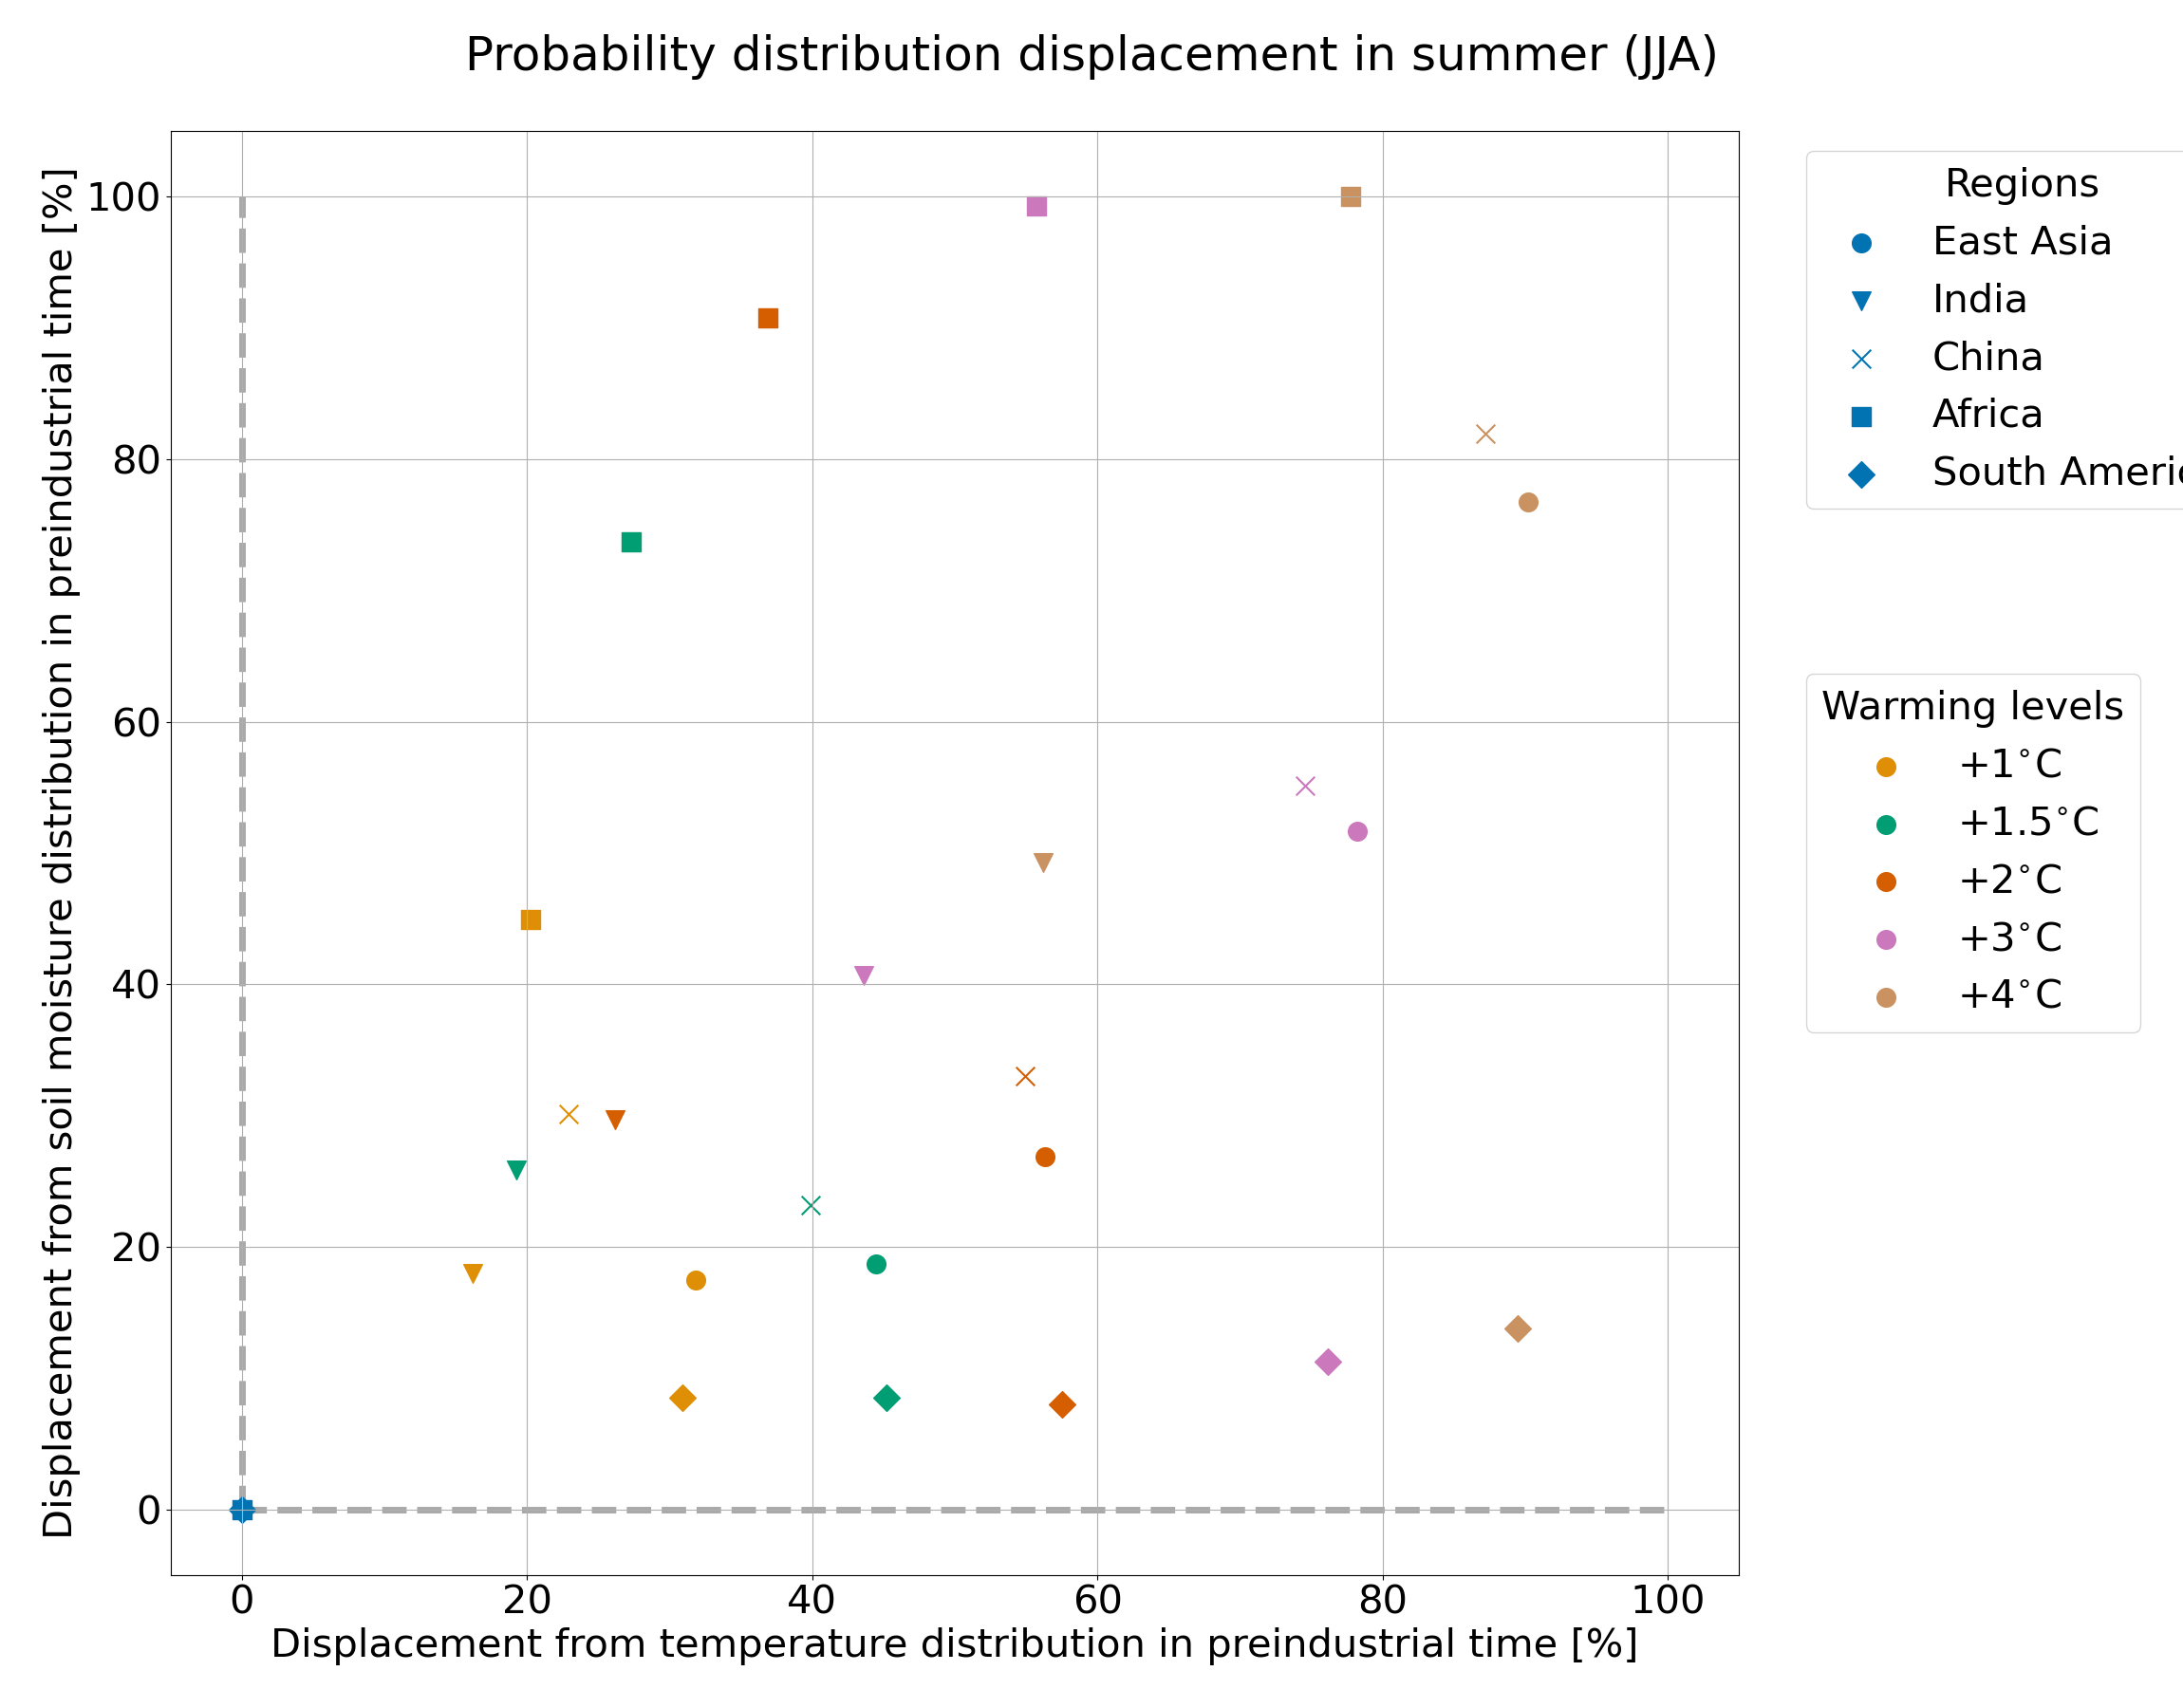 Probability distribution displacement in summer (JJA)
Displacement from soil moisture distribution in preindustrial time [%]
100
80
60
40
20
0
0 20 40 60 80 100
Displacement from temperature distribution in preindustrial time [%]
Regions
East Asia
India
China
Africa
South
Warming levels
+1°C
+1.5°C
+2°C
+3°C
+4°C